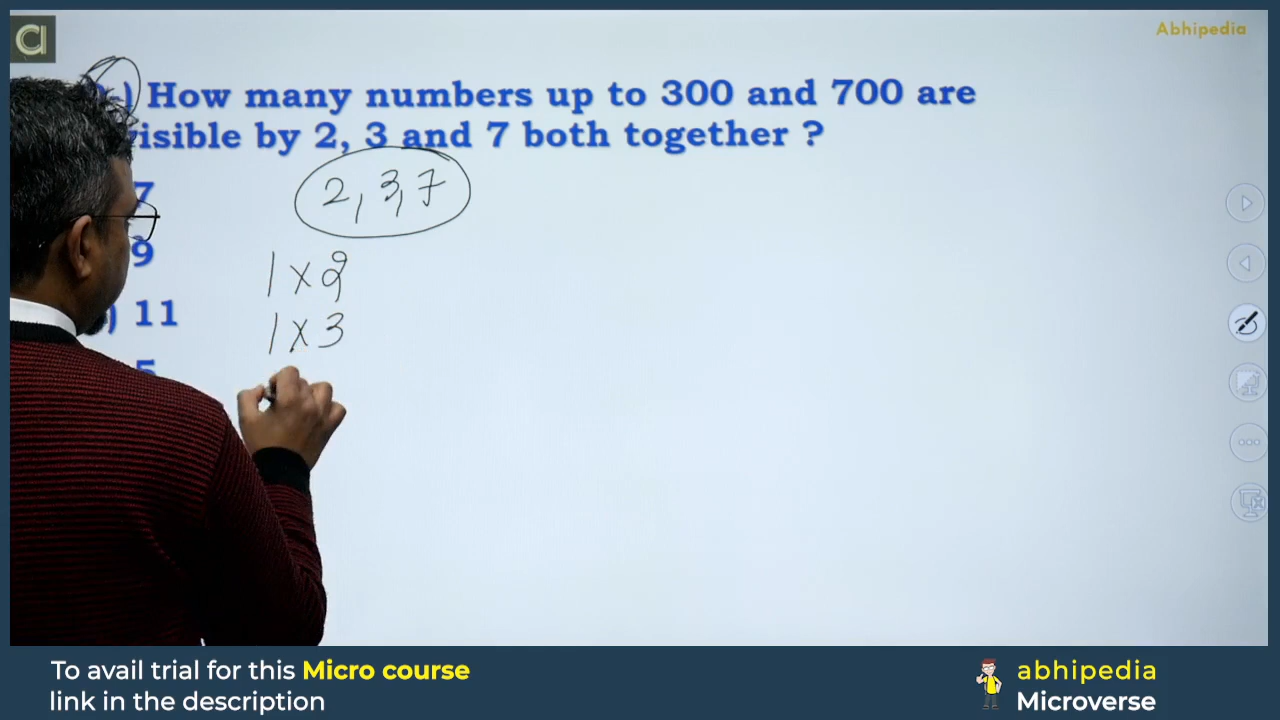 Abhipedia
How many numbers up to 300 and 700 are
visible by 2, 3 and 7 both together ?
2, 3, 7
7
1 x 2
9
1 x 3
11
5
To avail trial for this Micro course
link in the description
abhipedia
Microverse